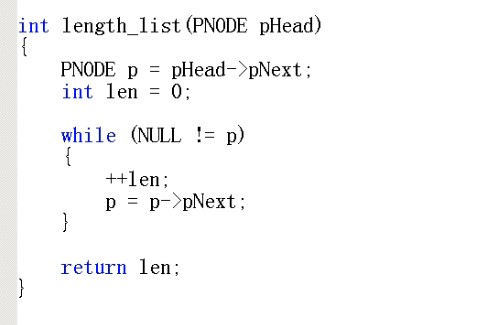 int length_list(PNODE pHead)
{
    PNODE p = pHead->pNext;
    int len = 0;

    while (NULL != p)
    {
        ++len;
        p = p->pNext;
    }

    return len;
}